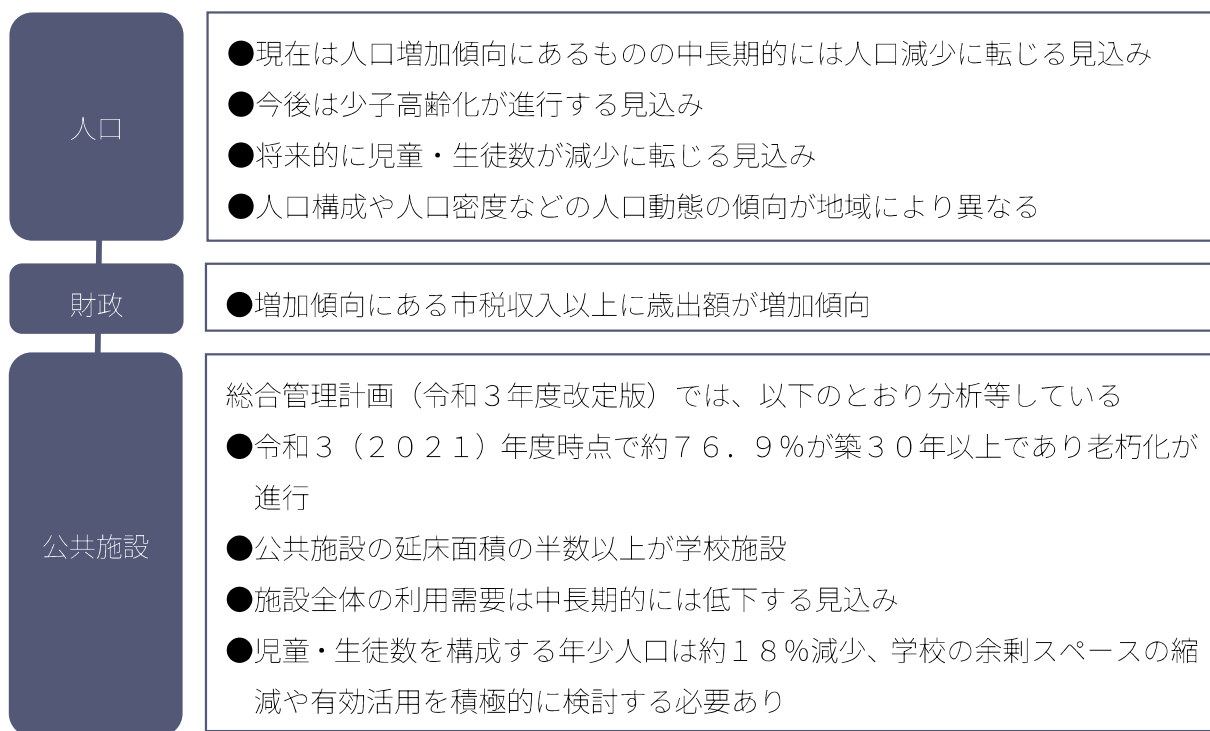 人口
●現在は人口増加傾向にあるものの中長期的には人口減少に転じる見込み
●今後は少子高齢化が進行する見込み
●将来的に児童・生徒数が減少に転じる見込み
●人口構成や人口密度などの人口動態の傾向が地域により異なる
財政
●増加傾向にある市税収入以上に歳出額が増加傾向
公共施設
総合管理計画（令和３年度改定版）では、以下のとおり分析等している
●令和３（２０２１）年度時点で約７６．９％が築３０年以上であり老朽化が
進行
●公共施設の延床面積の半数以上が学校施設
●施設全体の利用需要は中長期的には低下する見込み
●児童・生徒数を構成する年少人口は約１８％減少、学校の余剰スペースの縮
減や有効活用を積極的に検討する必要あり